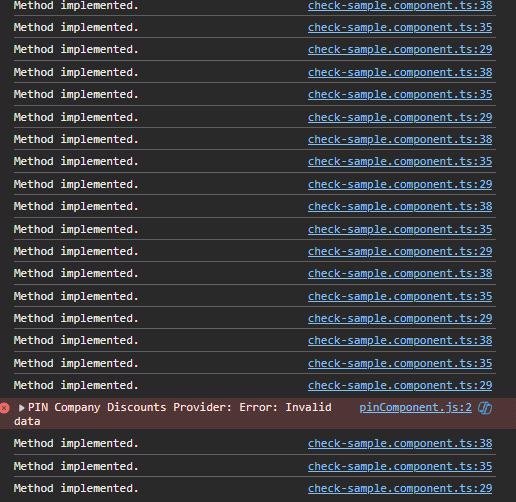 Method implemented. check-sample.component.ts:38
Method implemented. check-sample.component.ts:35
Method implemented. check-sample.component.ts:29
Method implemented. check-sample.component.ts:38
Method implemented. check-sample.component.ts:35
Method implemented. check-sample.component.ts:29
Method implemented. check-sample.component.ts:38
Method implemented. check-sample.component.ts:35
Method implemented. check-sample.component.ts:29
Method implemented. check-sample.component.ts:38
Method implemented. check-sample.component.ts:35
Method implemented. check-sample.component.ts:29
Method implemented. check-sample.component.ts:38
Method implemented. check-sample.component.ts:35
Method implemented. check-sample.component.ts:29
Method implemented. check-sample.component.ts:38
Method implemented. check-sample.component.ts:35
Method implemented. check-sample.component.ts:29
PIN Company Discounts Provider: Error: Invalid pinComponent.js:2
data
Method implemented. check-sample.component.ts:38
Method implemented. check-sample.component.ts:35
Method implemented. check-sample.component.ts:29